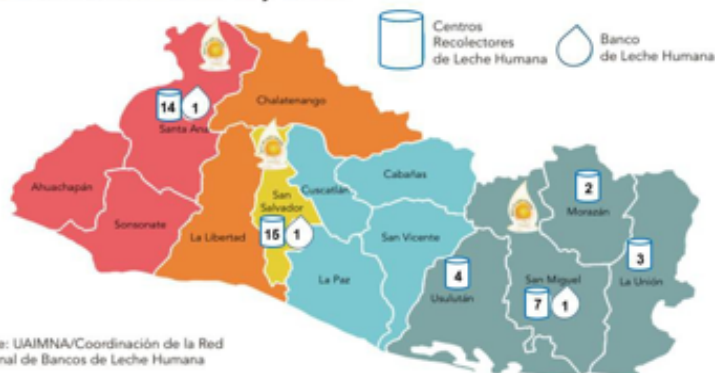 Centros
Recolectores
de Leche Humana
Banco
de Leche Humana
Chalatenango
14
1
Santa Ana
Ahuachapán
Sonsonate
La Libertad
San
Salvador
15
1
Cuscatlán
Cabañas
San Vicente
La Paz
2
Morazán
4
Usulután
San Miguel
7
1
3
La Unión
e: UAIMNA/Coordinación de la Red
nal de Bancos de Leche Humana